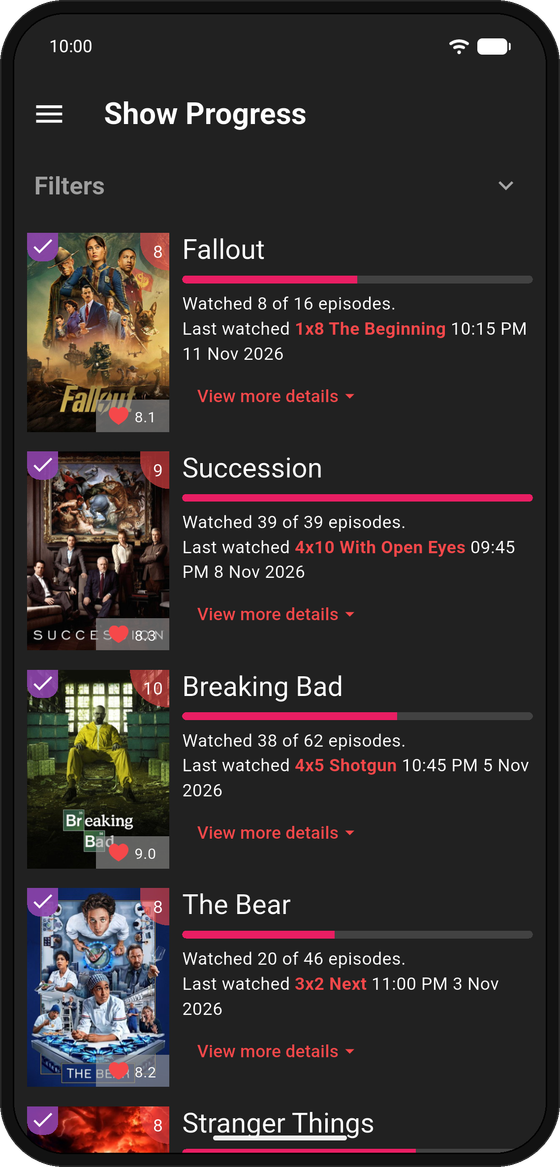 10:00
Show Progress
Filters
8
Fallout
Watched 8 of 16 episodes.
Last watched 1x8 The Beginning 10:15 PM
11 Nov 2026
Fallout
8.1
View more details
9
Succession
Watched 39 of 39 episodes.
Last watched 4x10 With Open Eyes 09:45
PM 8 Nov 2026
View more details
SUCCESSION
8.3
10
Breaking Bad
Watched 38 of 62 episodes.
Last watched 4x5 Shotgun 10:45 PM 5 Nov
2026
Breaking
Bad
View more details
9.0
8
The Bear
Watched 20 of 46 episodes.
Last watched 3x2 Next 11:00 PM 3 Nov
2026
View more details
THE BEAR
8.2
8
Stranger Things